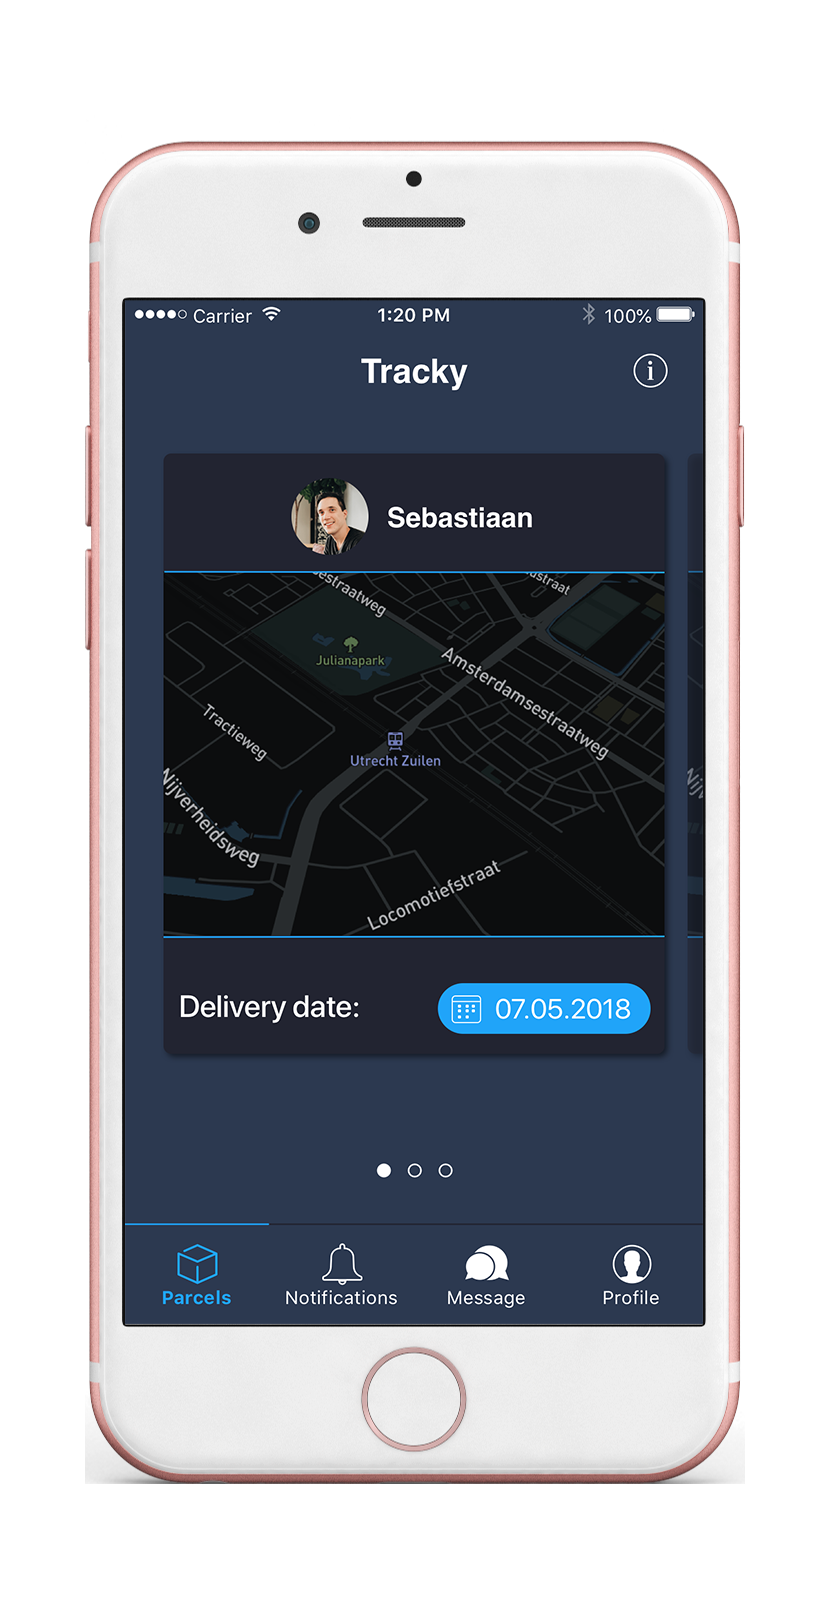 Carrier 1:20 PM 100%
Tracky
Sebastiaan
sestraatweg
straat
Julianapark
Amsterdamsestraatweg
Tractieweg
Utrecht Zuilen
Nijverheidsweg
Nij
Locomotiefstraat
Delivery date: 07.05.2018
Parcels Notifications Message Profile